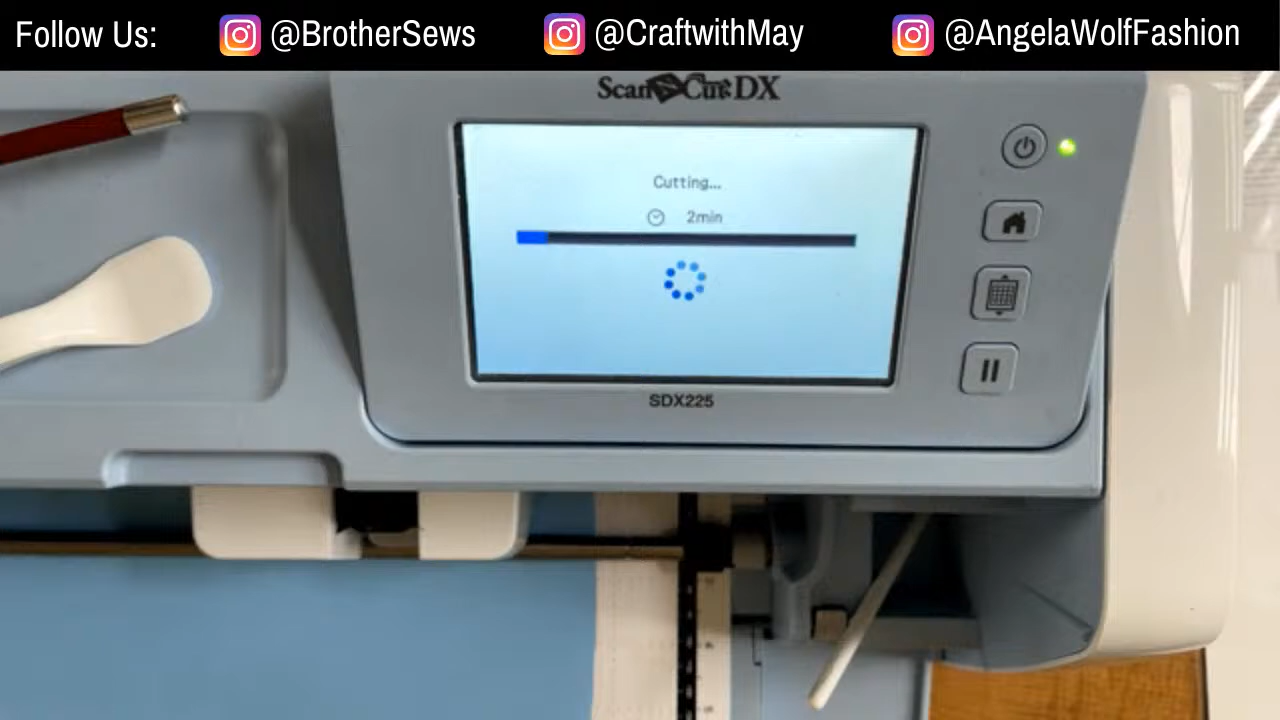 Follow Us: @BrotherSews @CraftwithMay @AngelaWolfFashion
ScanNCut DX
Cutting...
2min
SDX225